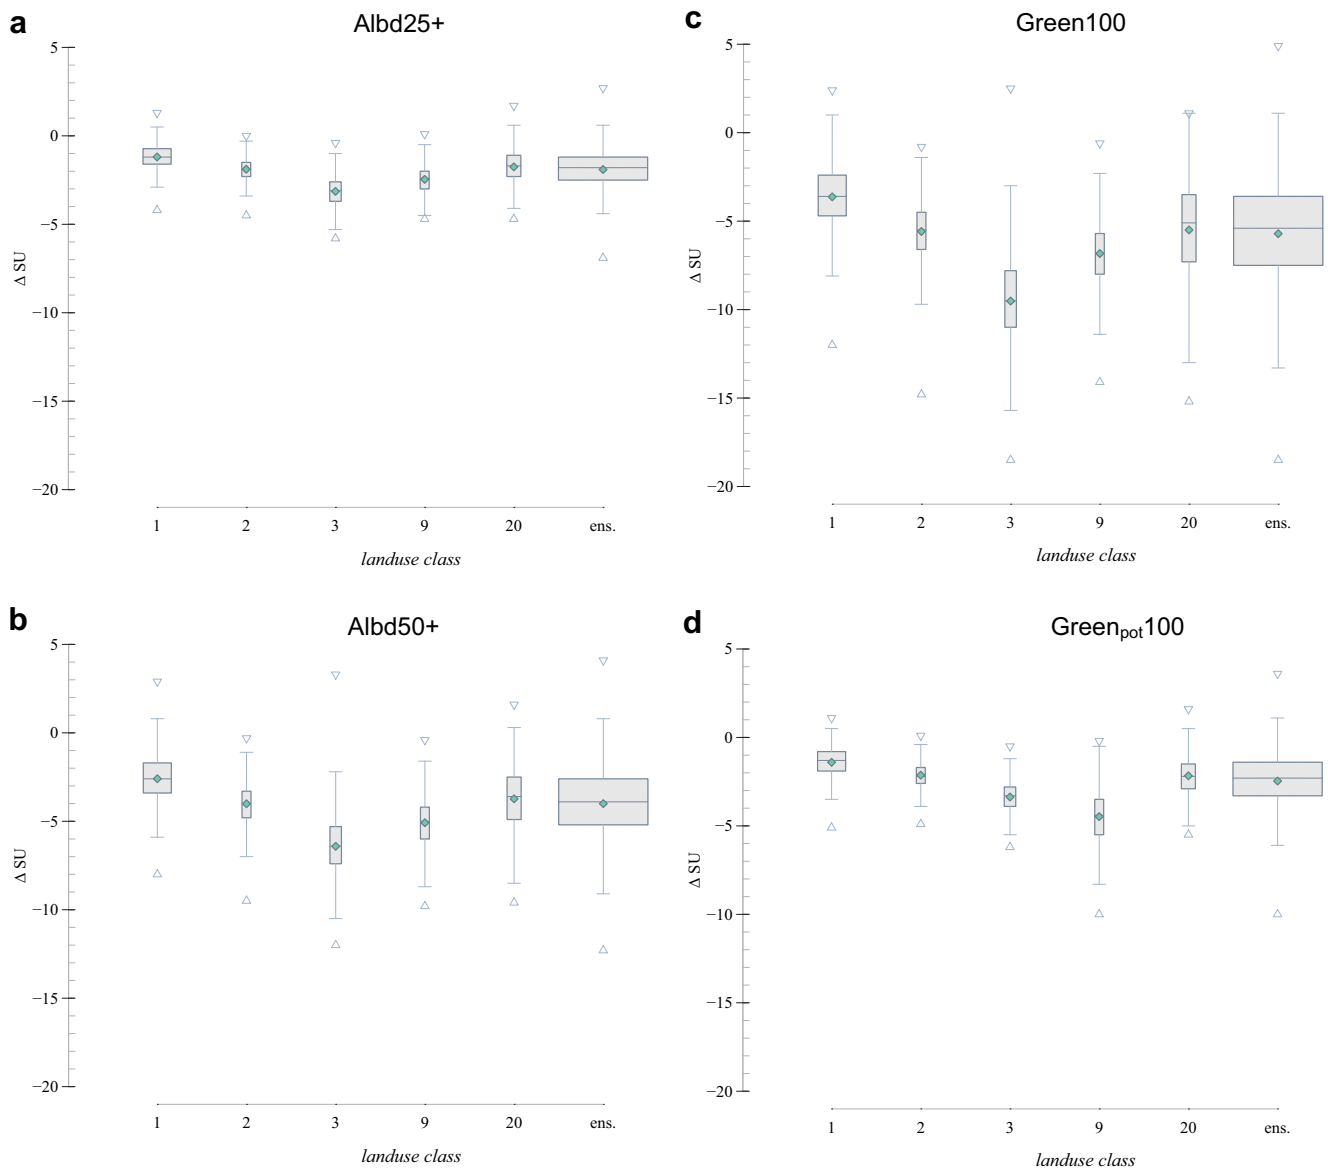 a
Albd25+
5
0
−5
−10
−15
−20
Δ SU
1 2 3 9 20 ens.
landuse class
c
Green100
5
0
−5
−10
−15
−20
Δ SU
1 2 3 9 20 ens.
landuse class
b
Albd50+
5
0
−5
−10
−15
−20
Δ SU
1 2 3 9 20 ens.
landuse class
d
Greenpot100
5
0
−5
−10
−15
−20
Δ SU
1 2 3 9 20 ens.
landuse class